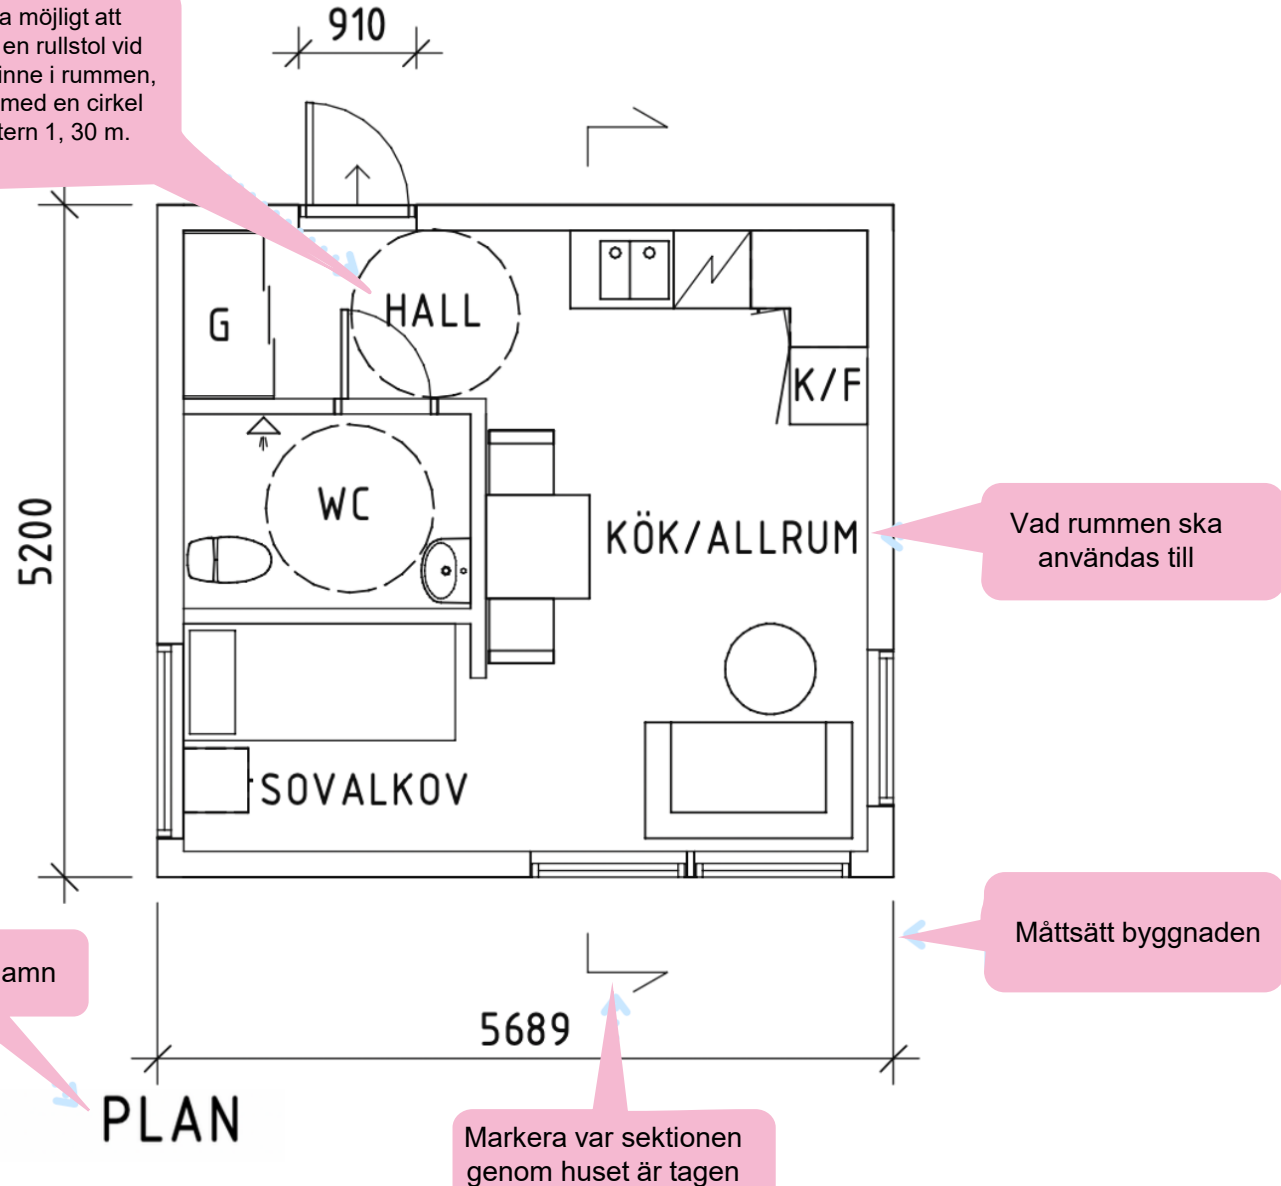 a möjligt att
en rullstol vid
inne i rummen,
med en cirkel
tern 1, 30 m.
910
G
HALL
K/F
WC
KÖK/ALLRUM
5200
Vad rummen ska
användas till
SOVALKOV
Måttsätt byggnaden
amn
5689
PLAN
Markera var sektionen
genom huset är tagen